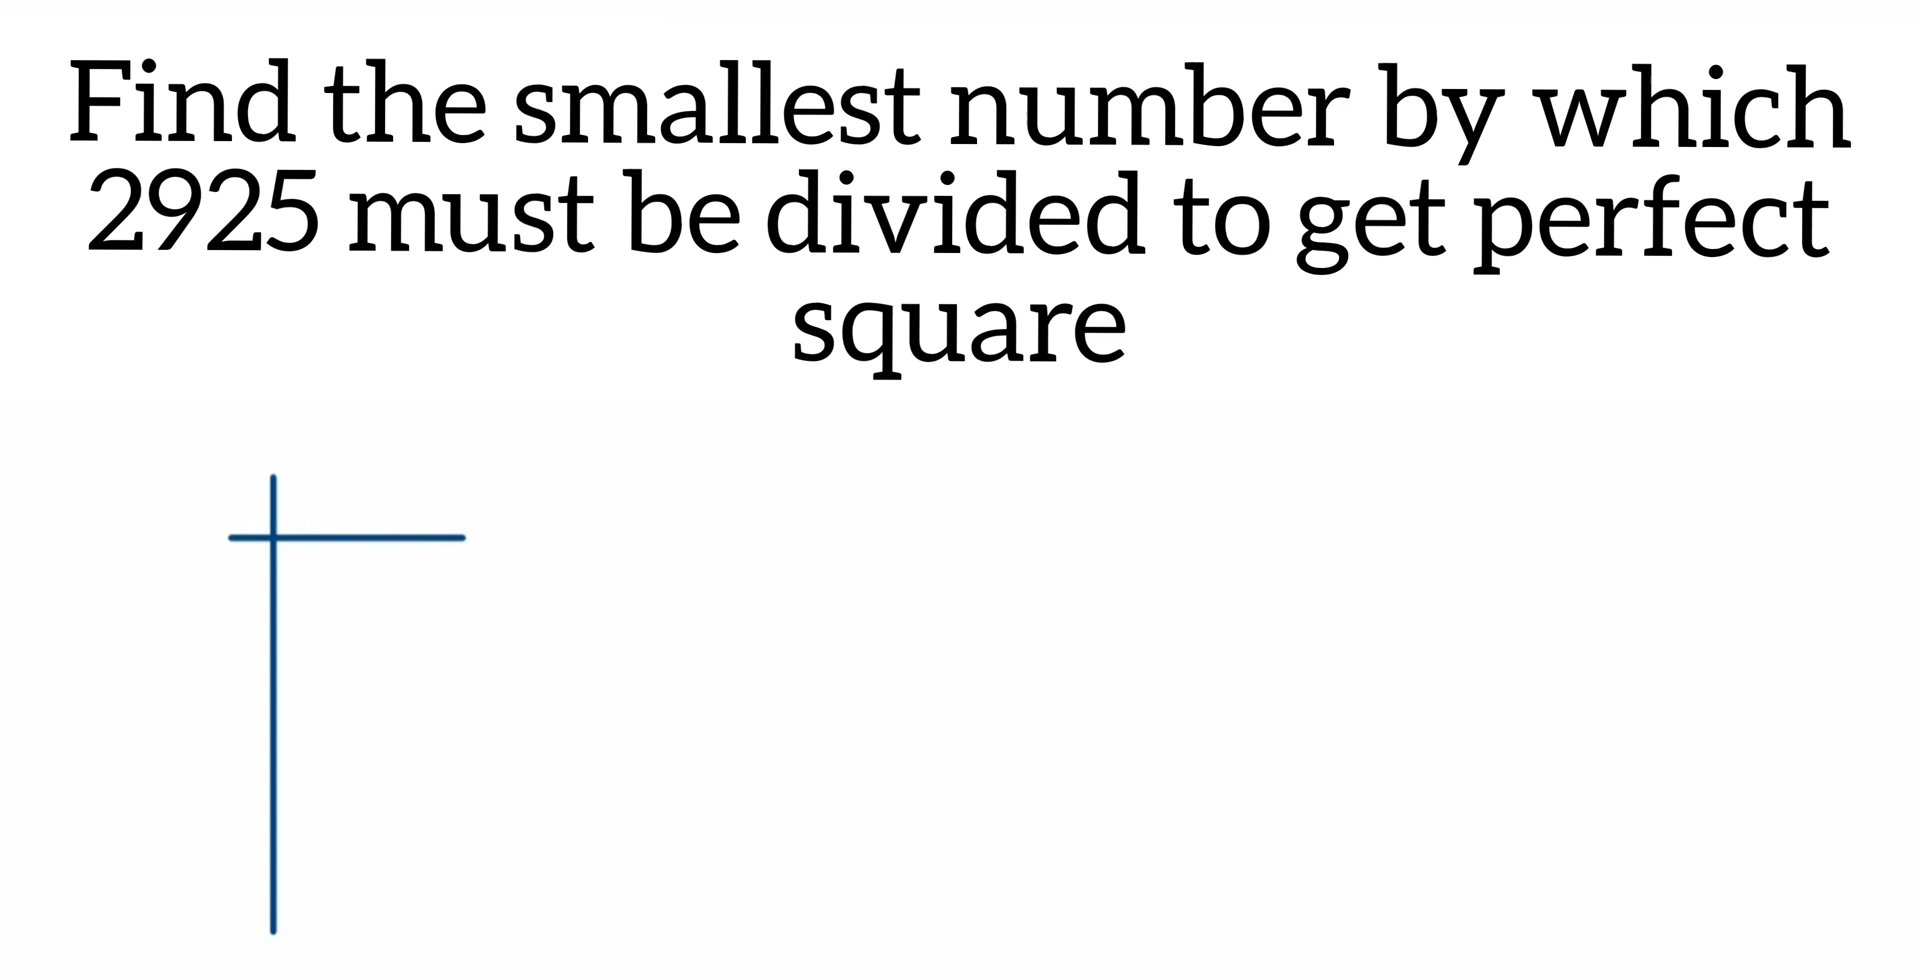 Find the smallest number by which
2925 must be divided to get perfect
square